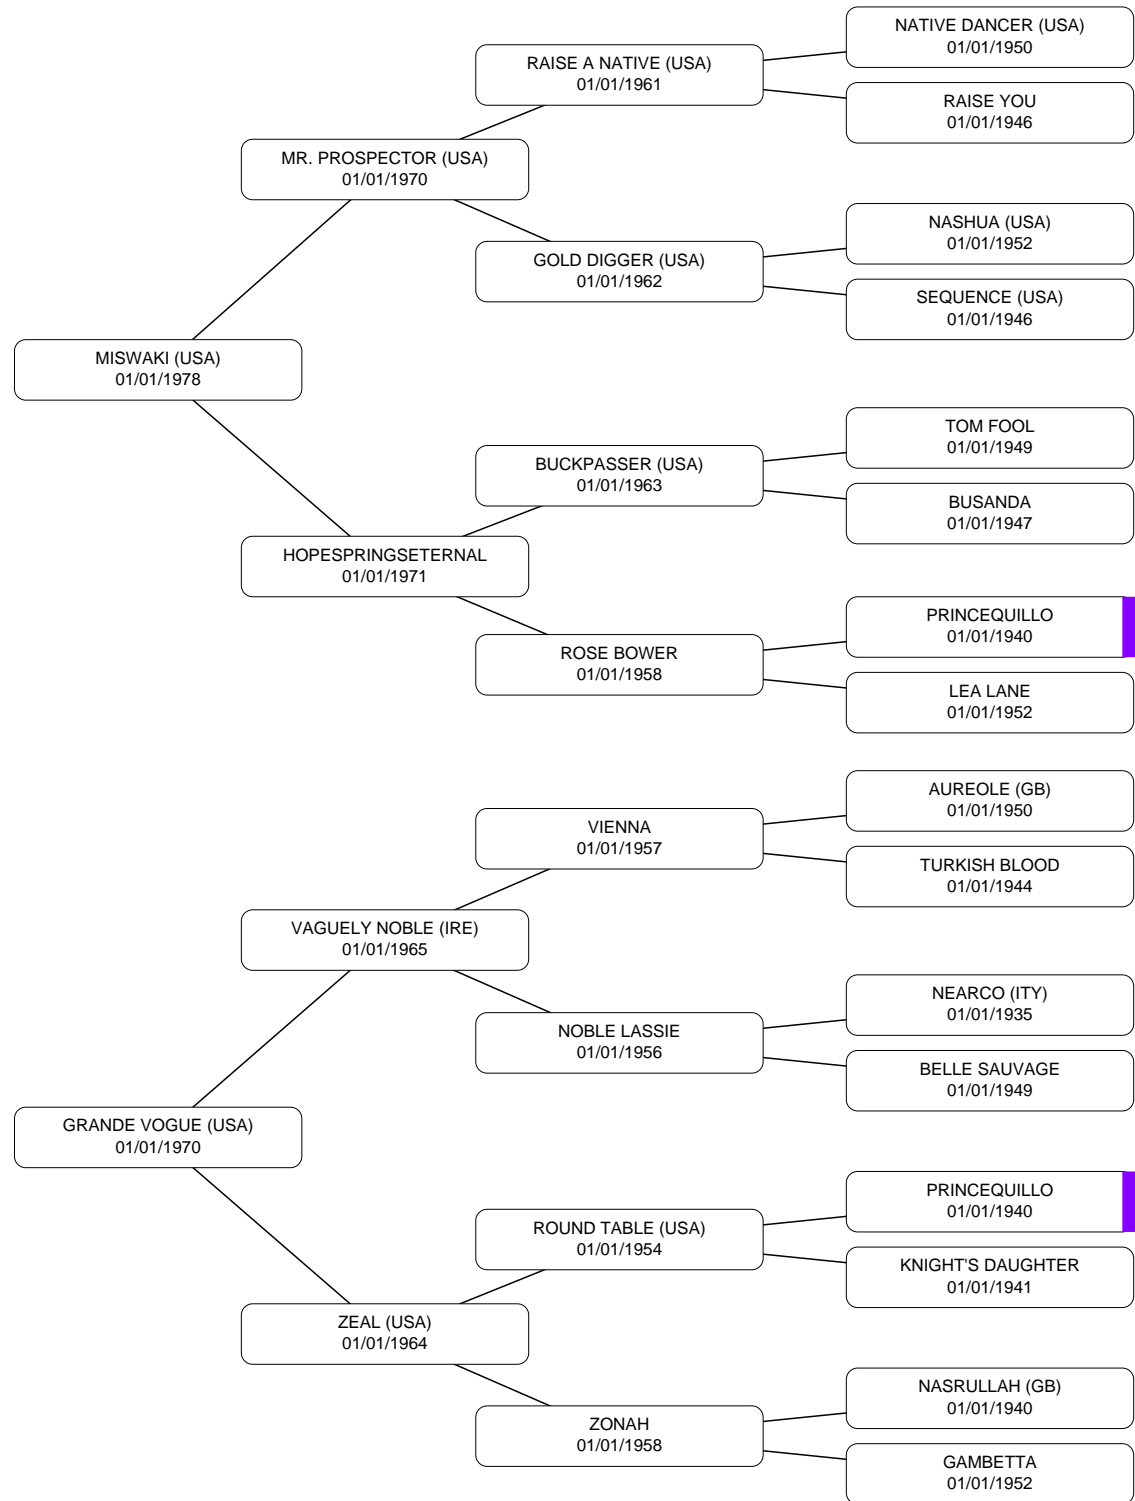 NATIVE DANCER (USA)
01/01/1950
RAISE A NATIVE (USA)
01/01/1961
RAISE YOU
01/01/1946
MR. PROSPECTOR (USA)
01/01/1970
NASHUA (USA)
01/01/1952
GOLD DIGGER (USA)
01/01/1962
SEQUENCE (USA)
01/01/1946
MISWAKI (USA)
01/01/1978
TOM FOOL
01/01/1949
BUCKPASSER (USA)
01/01/1963
BUSANDA
01/01/1947
HOPESPRINGSETERNAL
01/01/1971
PRINCEQUILLO
01/01/1940
ROSE BOWER
01/01/1958
LEA LANE
01/01/1952
AUREOLE (GB)
01/01/1950
VIENNA
01/01/1957
TURKISH BLOOD
01/01/1944
VAGUELY NOBLE (IRE)
01/01/1965
NEARCO (ITY)
01/01/1935
NOBLE LASSIE
01/01/1956
BELLE SAUVAGE
01/01/1949
GRANDE VOGUE (USA)
01/01/1970
PRINCEQUILLO
01/01/1940
ROUND TABLE (USA)
01/01/1954
KNIGHT'S DAUGHTER
01/01/1941
ZEAL (USA)
01/01/1964
NASRULLAH (GB)
01/01/1940
ZONAH
01/01/1958
GAMBETTA
01/01/1952